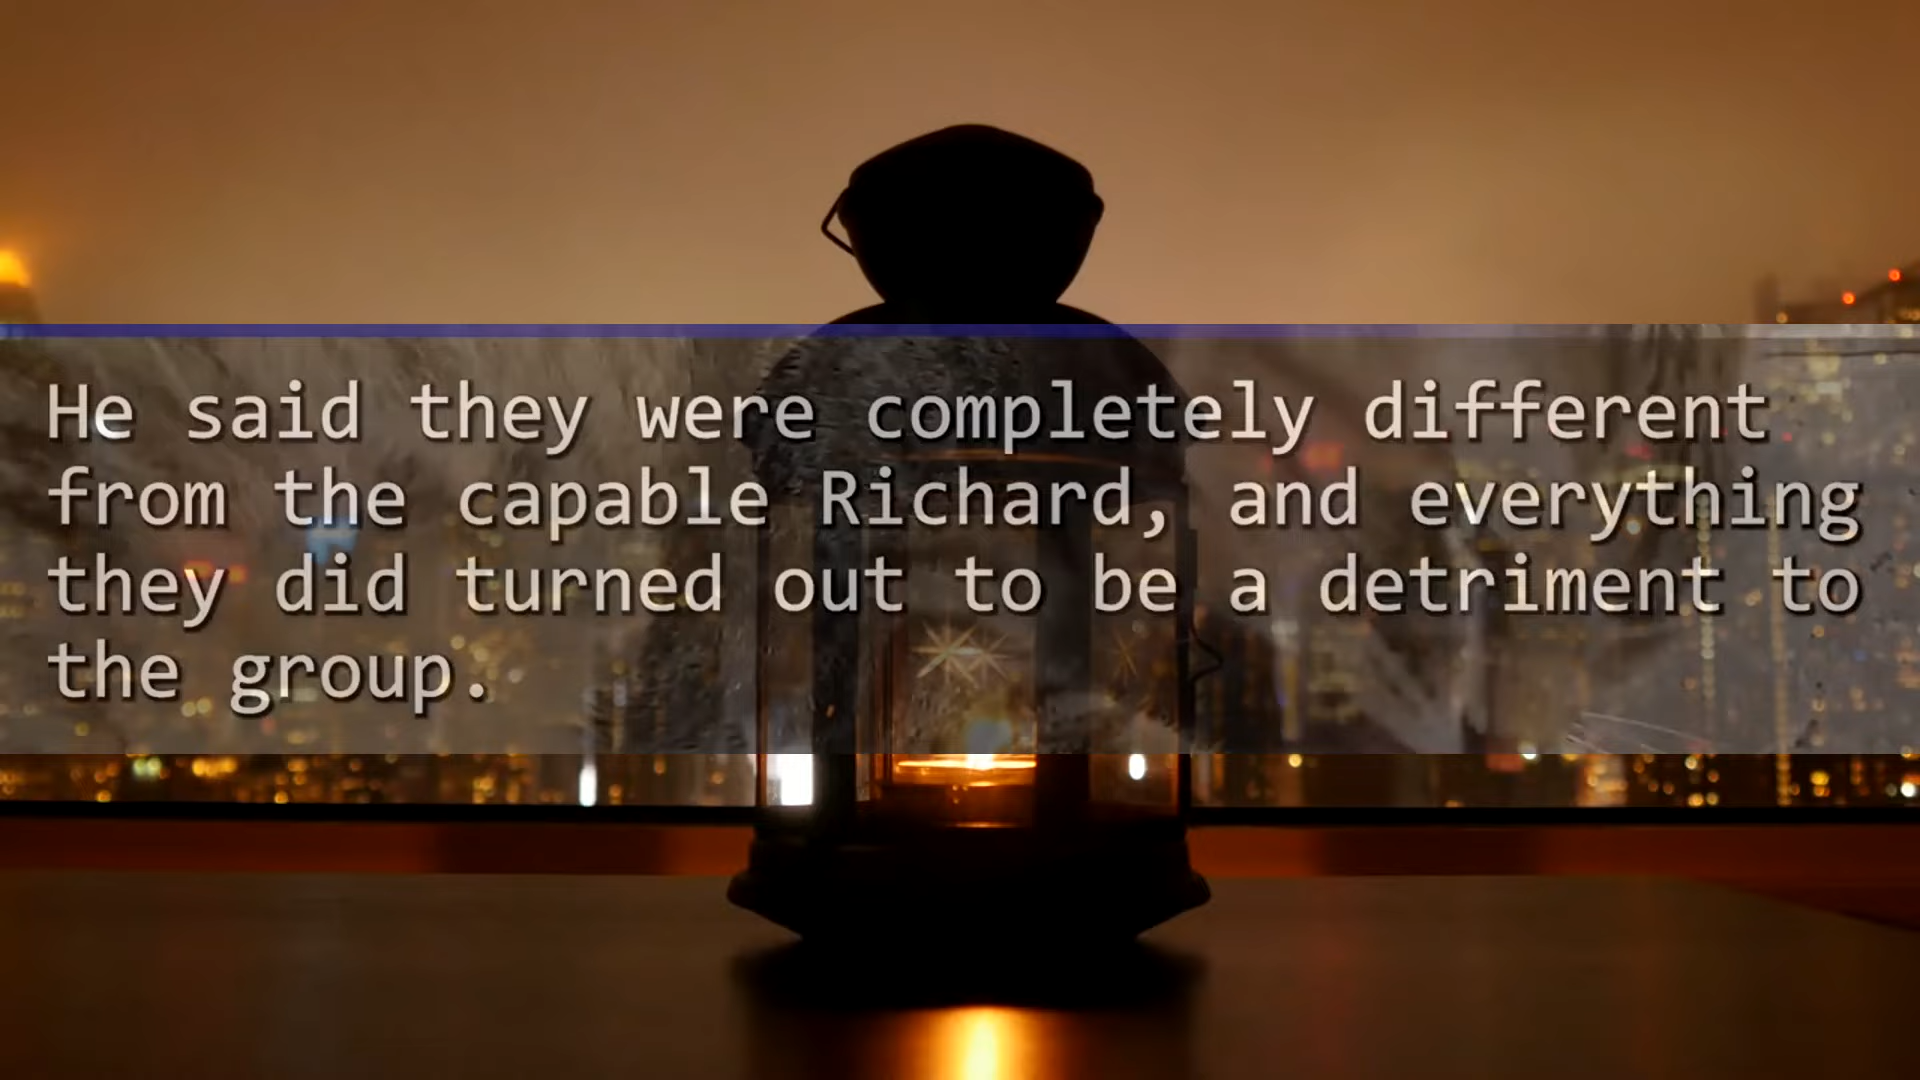 He said they were completely different
from the capable Richard, and everything
they did turned out to be a detriment to
the group.